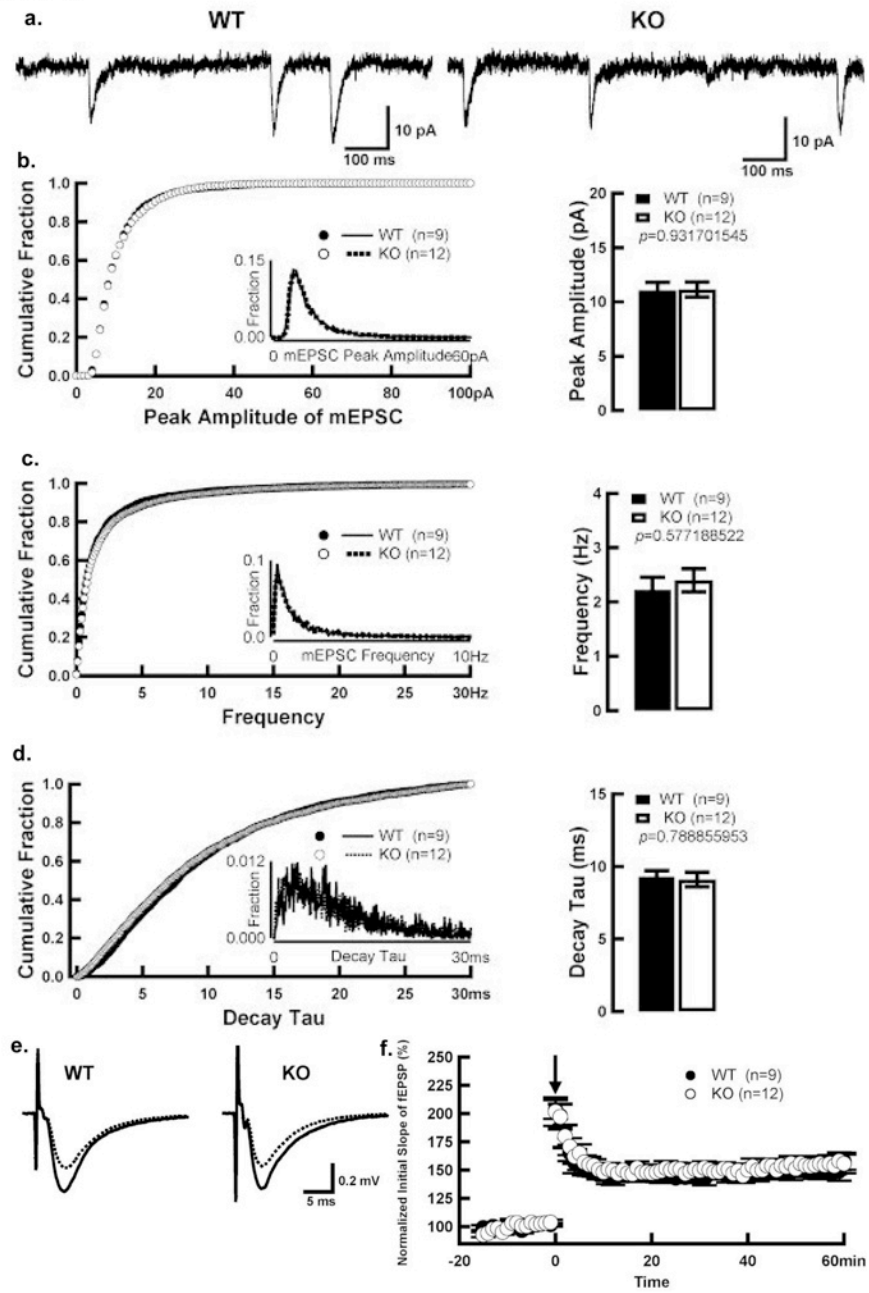 a.
WT
KO
10 pA
100 ms
10 pA
100 ms
b.
1.0
0.8
0.6
0.4
0.2
0.0
Cumulative Fraction
WT (n=9)
KO (n=12)
0.15
0.00
Fraction
0 mEPSC Peak Amplitude 60pA
0 20 40 60 80 100pA
Peak Amplitude of mEPSC
20
15
10
5
0
Peak Amplitude (pA)
WT (n=9)
KO (n=12)
p=0.931701545
c.
1.0
0.8
0.6
0.4
0.2
0.0
Cumulative Fraction
WT (n=9)
KO (n=12)
0.1
0.0
Fraction
0 mEPSC Frequency 10Hz
0 5 10 15 20 25 30Hz
Frequency
4
3
2
1
0
Frequency (Hz)
WT (n=9)
KO (n=12)
p=0.577188522
d.
1.0
0.8
0.6
0.4
0.2
0.0
Cumulative Fraction
WT (n=9)
KO (n=12)
0.012
0.000
Fraction
0 Decay Tau 30ms
0 5 10 15 20 25 30ms
Decay Tau
15
10
5
0
Decay Tau (ms)
WT (n=9)
KO (n=12)
p=0.788855953
e.
WT
KO
0.2 mV
5 ms
f.
250
200
150
100
Normalized Initial Slope of fEPSP (%)
WT (n=9)
KO (n=12)
-20 0 20 40 60min
Time